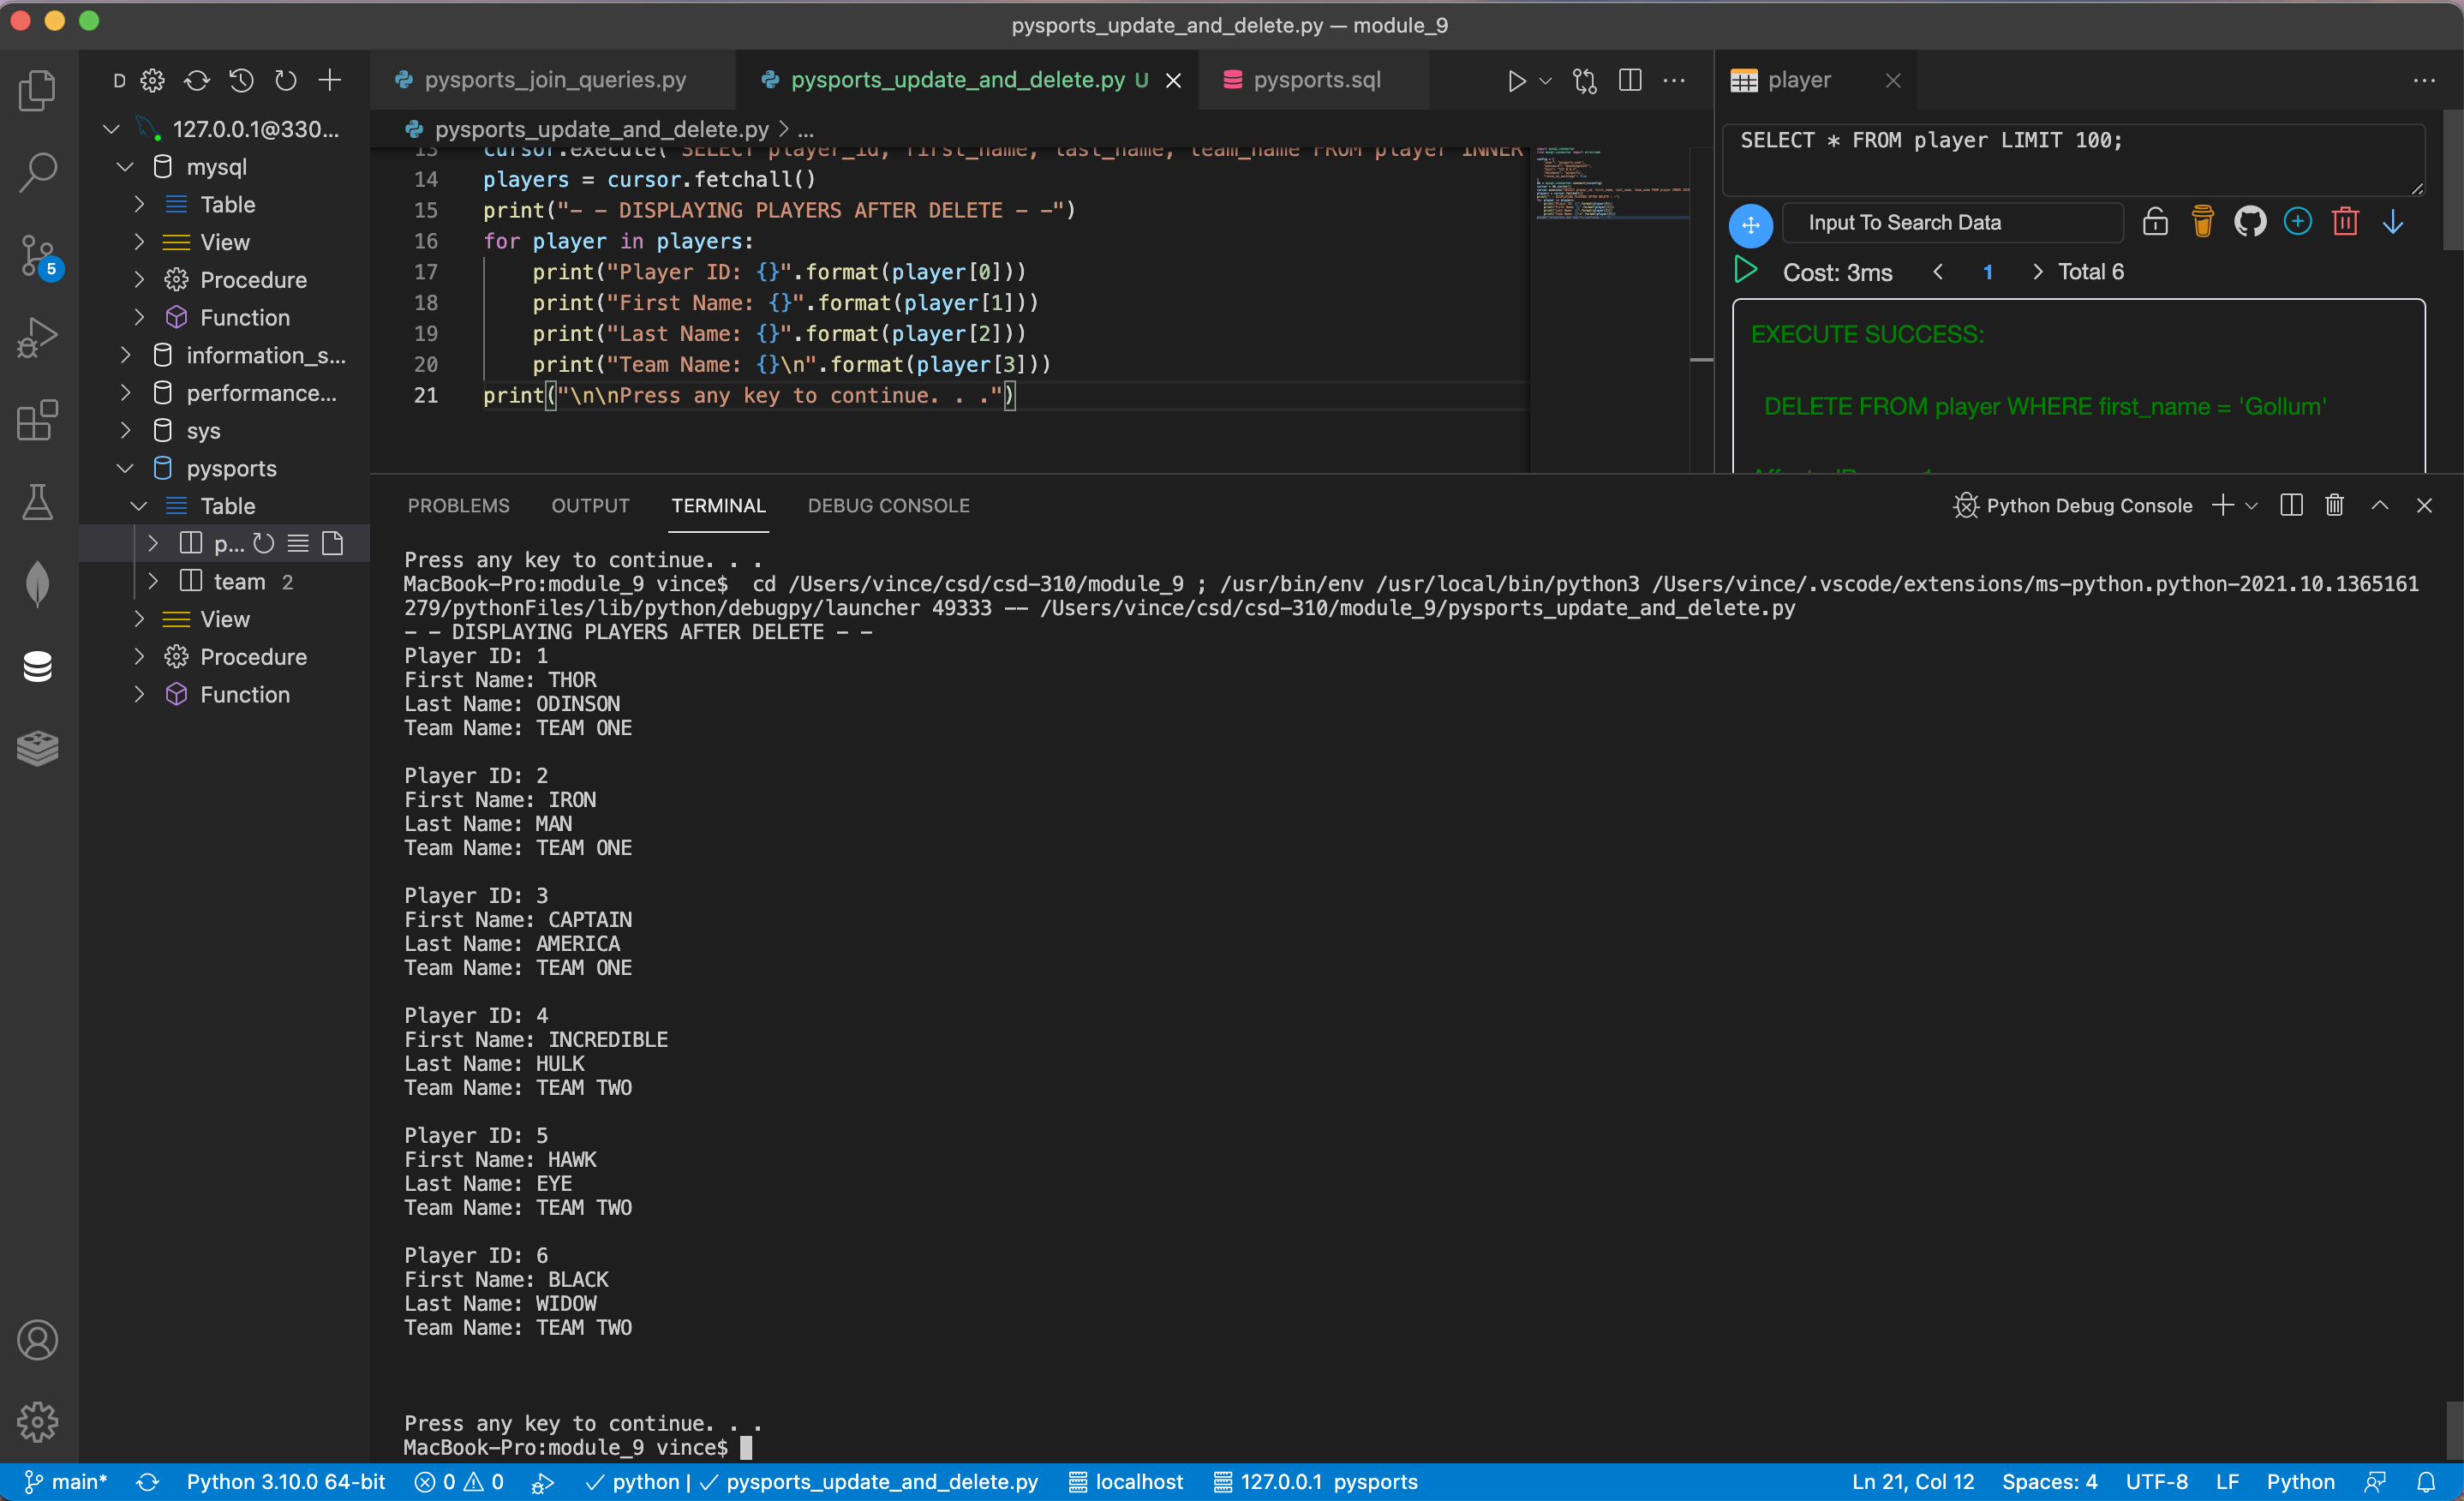 pysports_update_and_delete.py — module_9
D
127.0.0.1@330...
mysql
Table
View
Procedure
Function
information_s...
performance...
sys
pysports
Table
p...
team 2
View
Procedure
Function
5
pysports_join_queries.py
pysports_update_and_delete.py U
pysports.sql
pysports_update_and_delete.py > ...
13 cursor.execute("SELECT player_id, first_name, last_name, team_name FROM player INNER
14 players = cursor.fetchall()
15 print("- - DISPLAYING PLAYERS AFTER DELETE - -")
16 for player in players:
17 print("Player ID: {}".format(player[0]))
18 print("First Name: {}".format(player[1]))
19 print("Last Name: {}".format(player[2]))
20 print("Team Name: {}\n".format(player[3]))
21 print("\n\nPress any key to continue. . .")
player
SELECT * FROM player LIMIT 100;
Input To Search Data
Cost: 3ms < 1 > Total 6
EXECUTE SUCCESS:
DELETE FROM player WHERE first_name = 'Gollum'
PROBLEMS OUTPUT TERMINAL DEBUG CONSOLE
Python Debug Console
Press any key to continue. . .
MacBook-Pro:module_9 vince$ cd /Users/vince/csd/csd-310/module_9 ; /usr/bin/env /usr/local/bin/python3 /Users/vince/.vscode/extensions/ms-python.python-2021.10.1365161
279/pythonFiles/lib/python/debugpy/launcher 49333 -- /Users/vince/csd/csd-310/module_9/pysports_update_and_delete.py
- - DISPLAYING PLAYERS AFTER DELETE - -
Player ID: 1
First Name: THOR
Last Name: ODINSON
Team Name: TEAM ONE
Player ID: 2
First Name: IRON
Last Name: MAN
Team Name: TEAM ONE
Player ID: 3
First Name: CAPTAIN
Last Name: AMERICA
Team Name: TEAM ONE
Player ID: 4
First Name: INCREDIBLE
Last Name: HULK
Team Name: TEAM TWO
Player ID: 5
First Name: HAWK
Last Name: EYE
Team Name: TEAM TWO
Player ID: 6
First Name: BLACK
Last Name: WIDOW
Team Name: TEAM TWO
Press any key to continue. . .
MacBook-Pro:module_9 vince$
main* Python 3.10.0 64-bit 0 0 python | pysports_update_and_delete.py localhost 127.0.0.1 pysports Ln 21, Col 12 Spaces: 4 UTF-8 LF Python